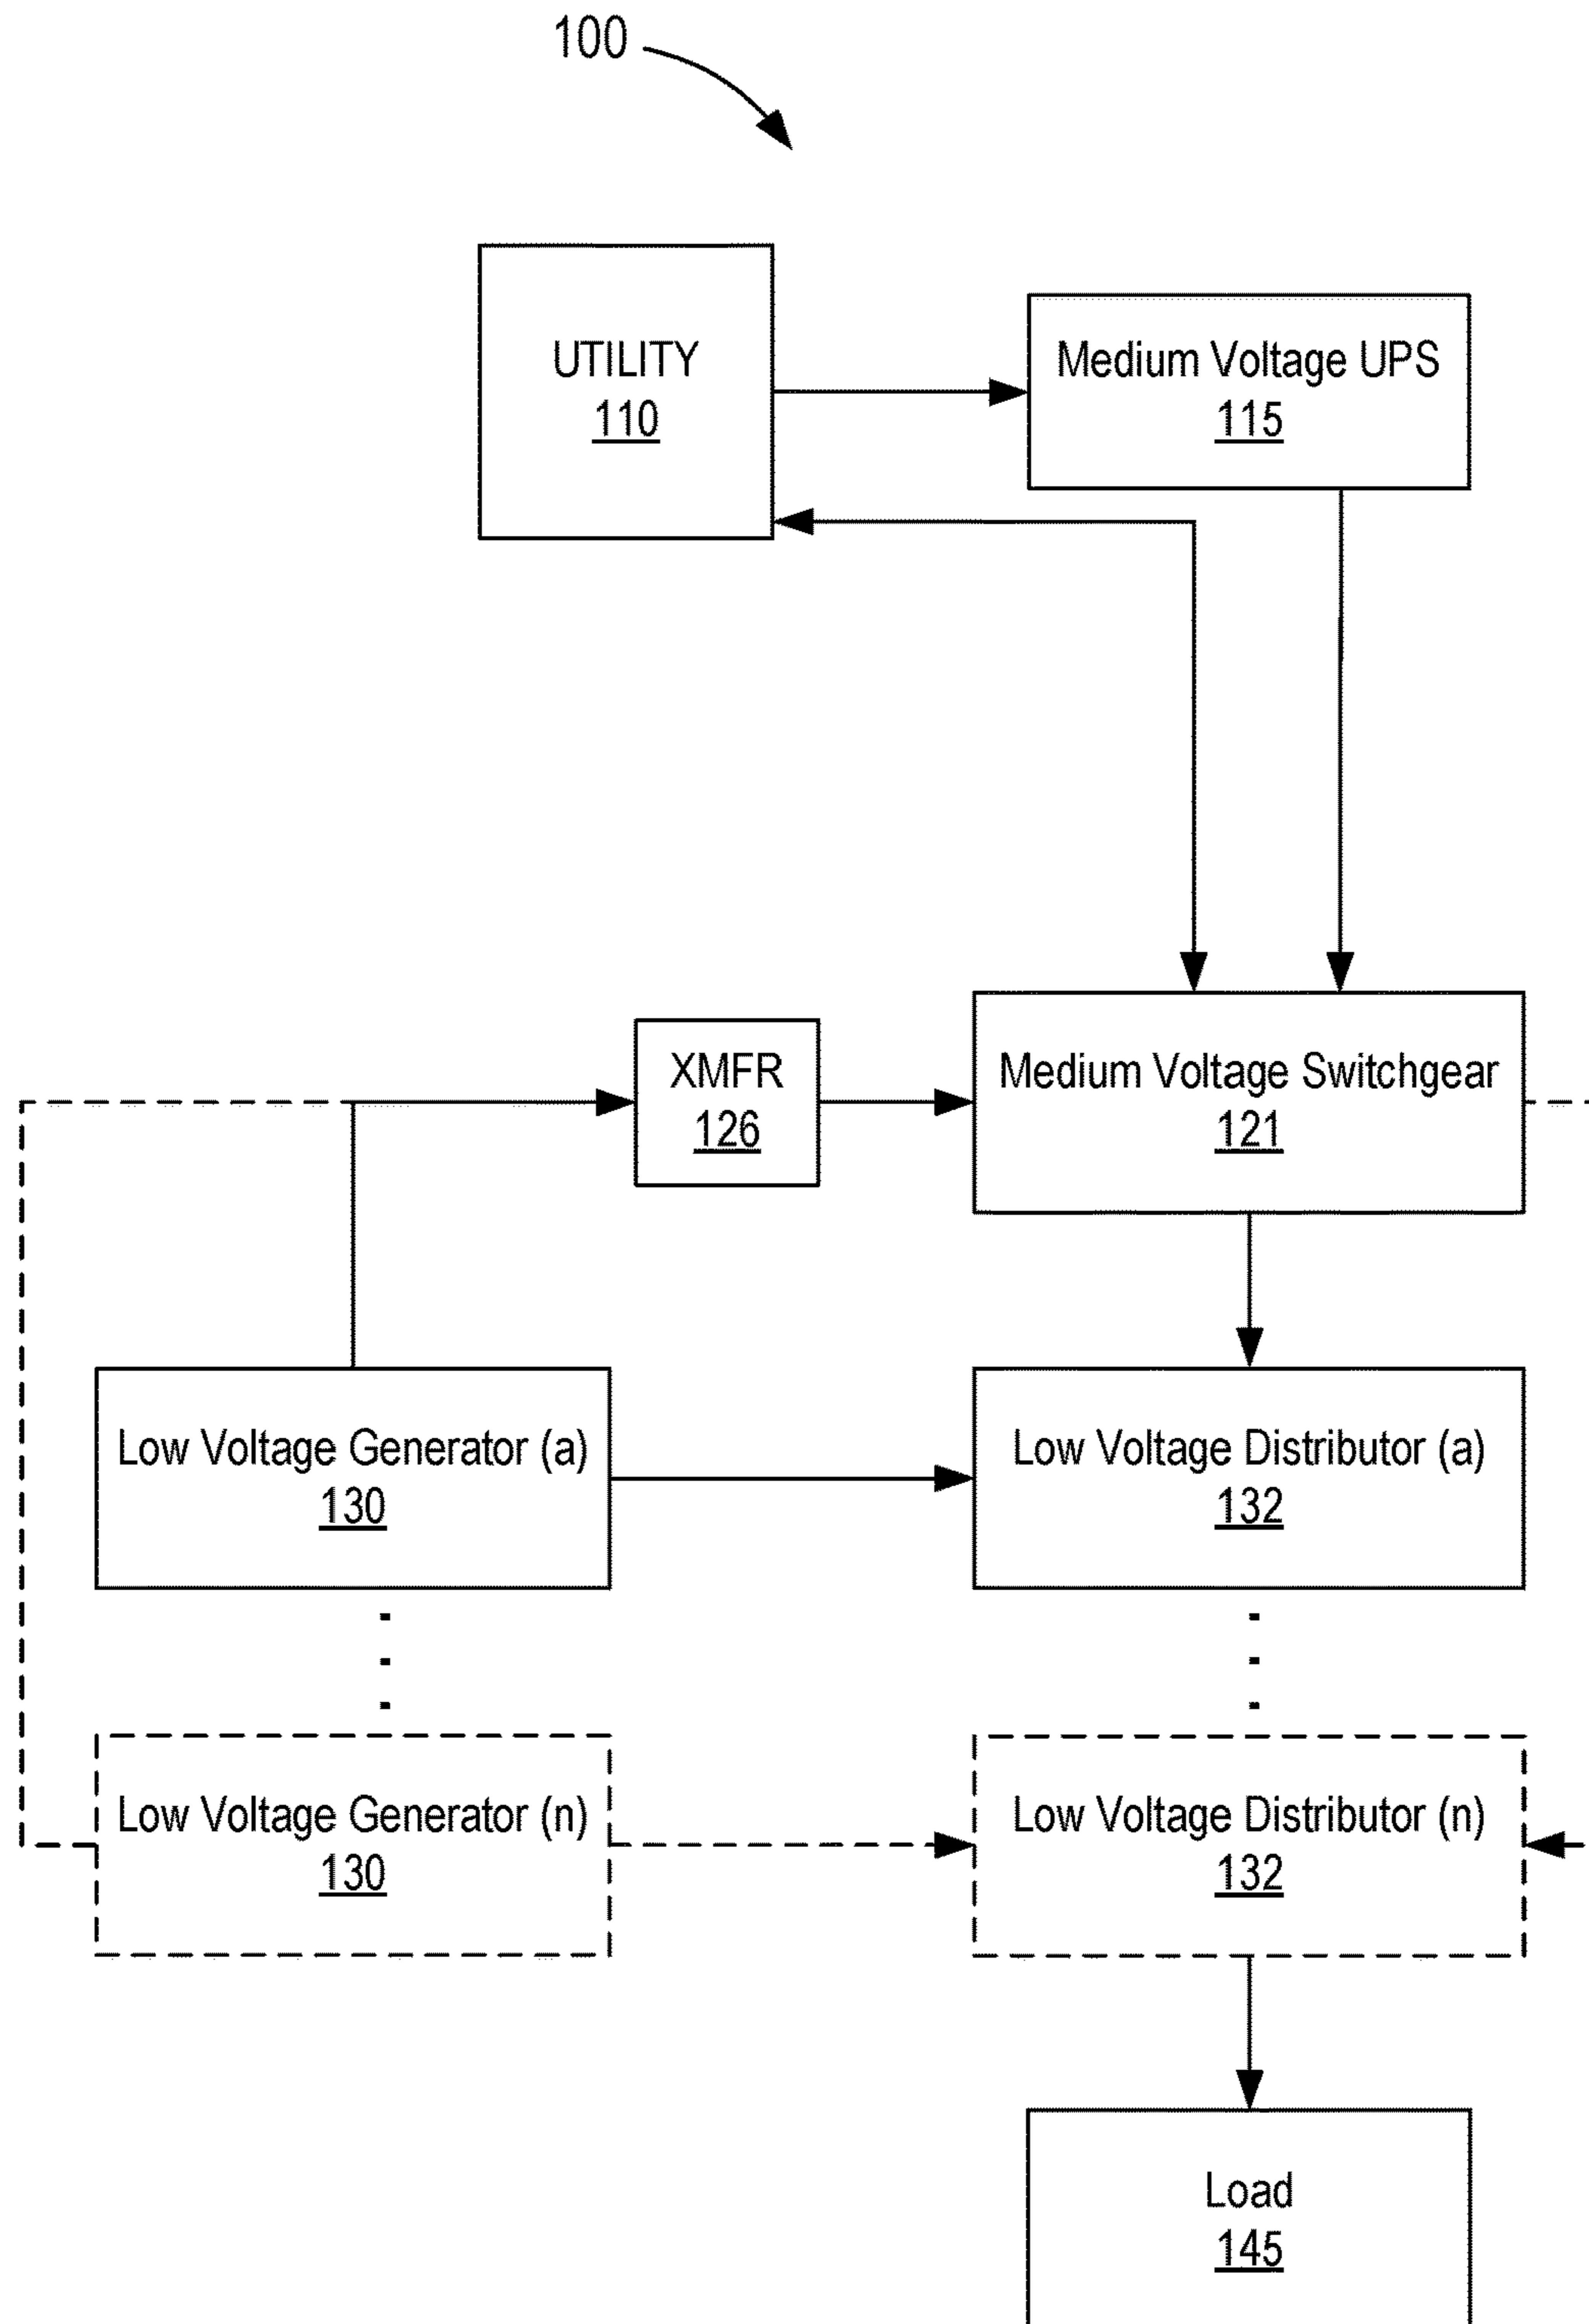 100
UTILITY
110
Medium Voltage UPS
115
XMFR
126
Medium Voltage Switchgear
121
Low Voltage Generator (a)
130
Low Voltage Distributor (a)
132
Low Voltage Generator (n)
130
Low Voltage Distributor (n)
132
Load
145